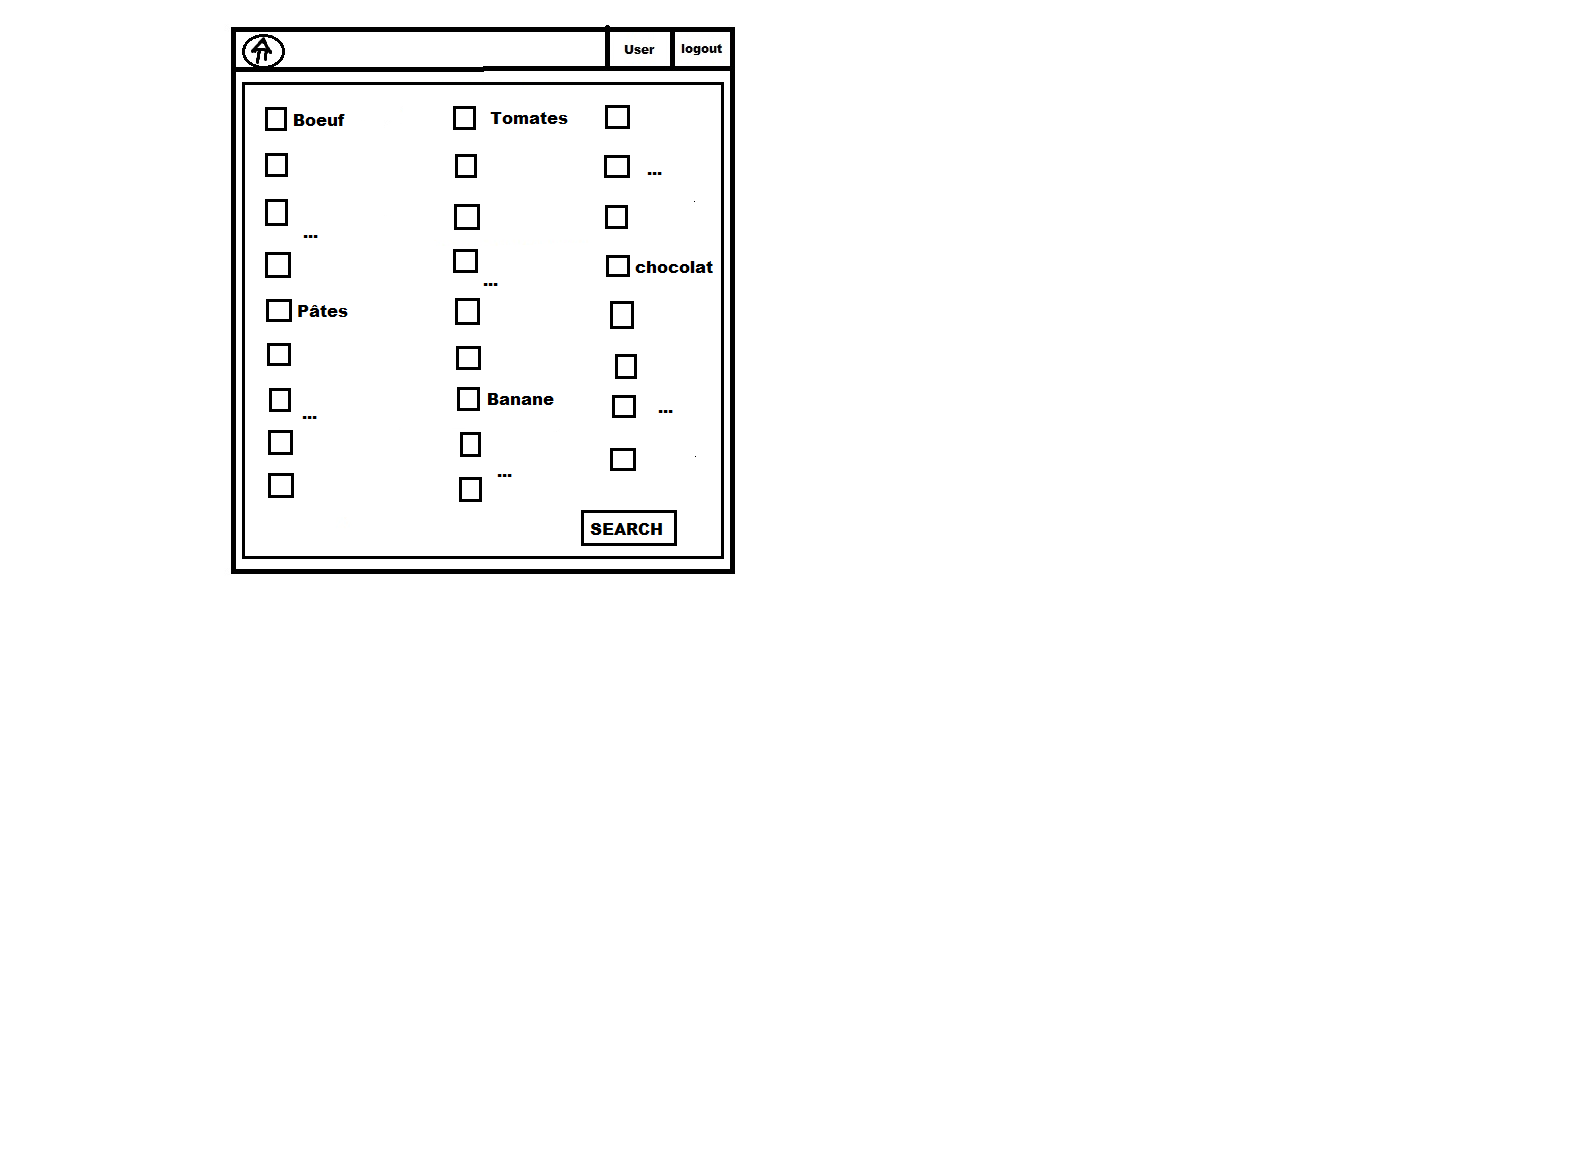 User
logout
Boeuf
Tomates
...
...
...
chocolat
Pâtes
Banane
...
...
...
SEARCH